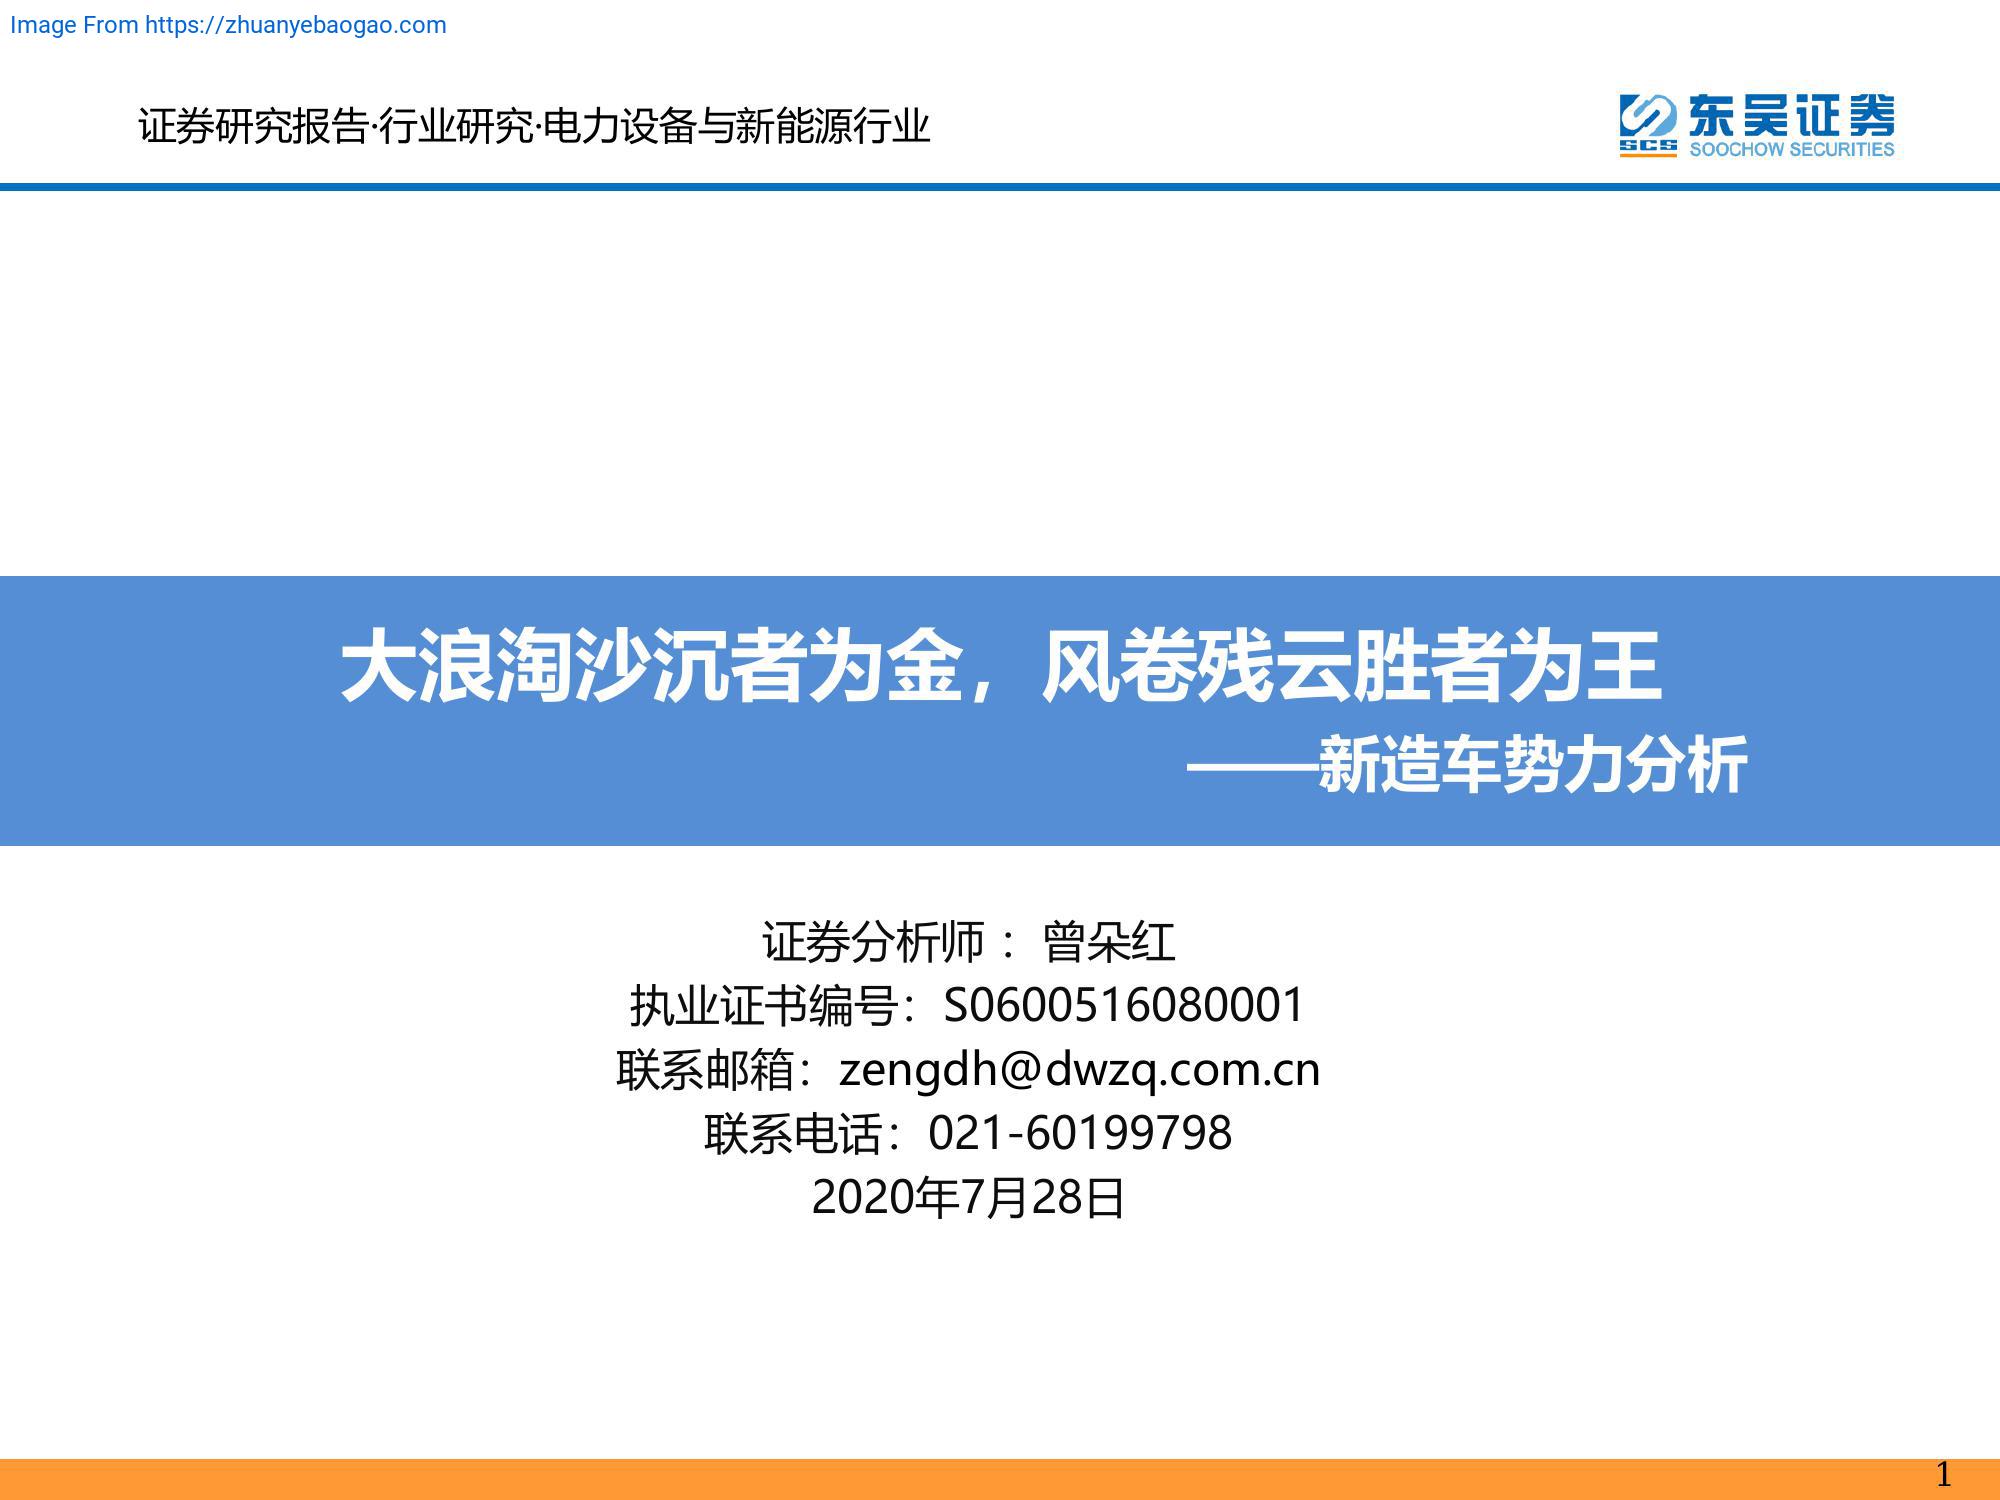 Image From https://zhuanyebaogao.com
证券研究报告·行业研究·电力设备与新能源行业
东吴证券
SCS
SOOCHOW SECURITIES
大浪淘沙沉者为金，风卷残云胜者为王
——新造车势力分析
证券分析师 ：曾朵红
执业证书编号：S0600516080001
联系邮箱：zengdh@dwzq.com.cn
联系电话：021-60199798
2020年7月28日
1